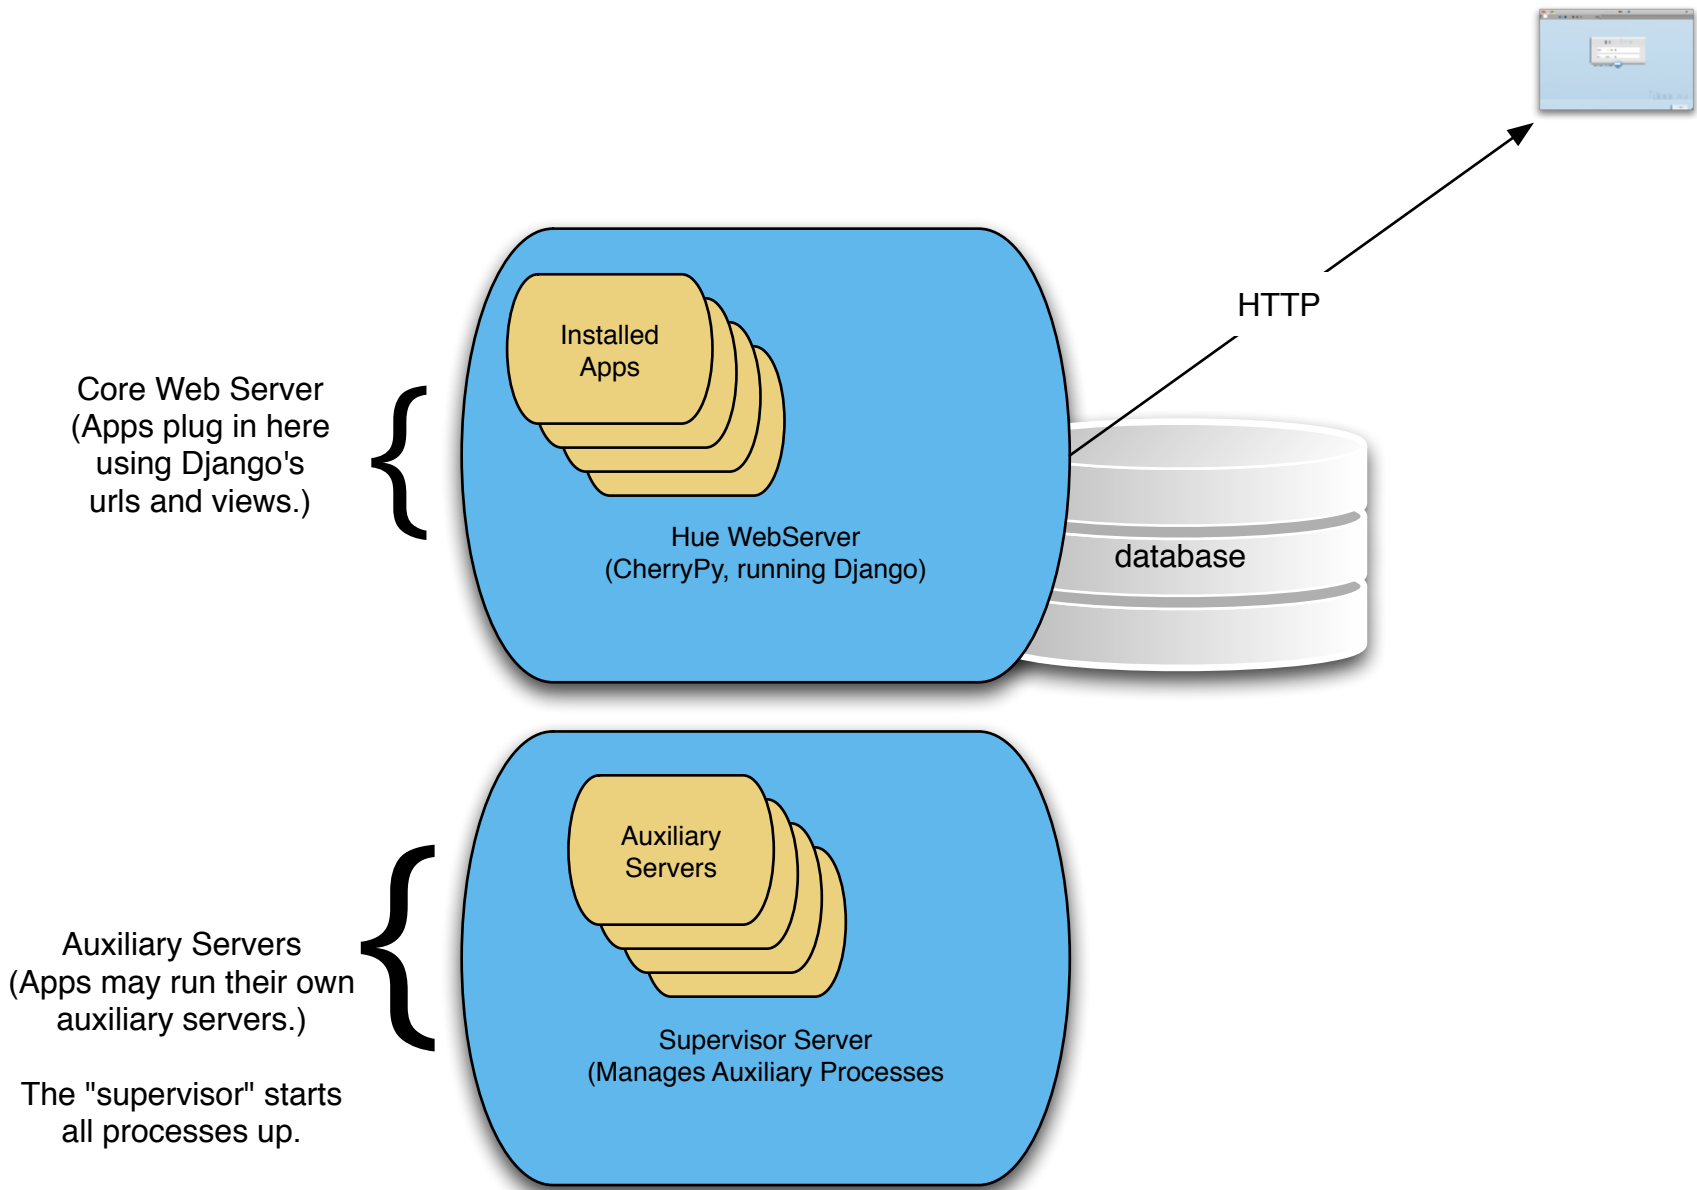 HTTP
Installed
Apps
Core Web Server
(Apps plug in here
using Django's
urls and views.)
Hue WebServer
(CherryPy, running Django)
database
Auxiliary
Servers
Auxiliary Servers
(Apps may run their own
auxiliary servers.)
Supervisor Server
(Manages Auxiliary Processes
The "supervisor" starts
all processes up.